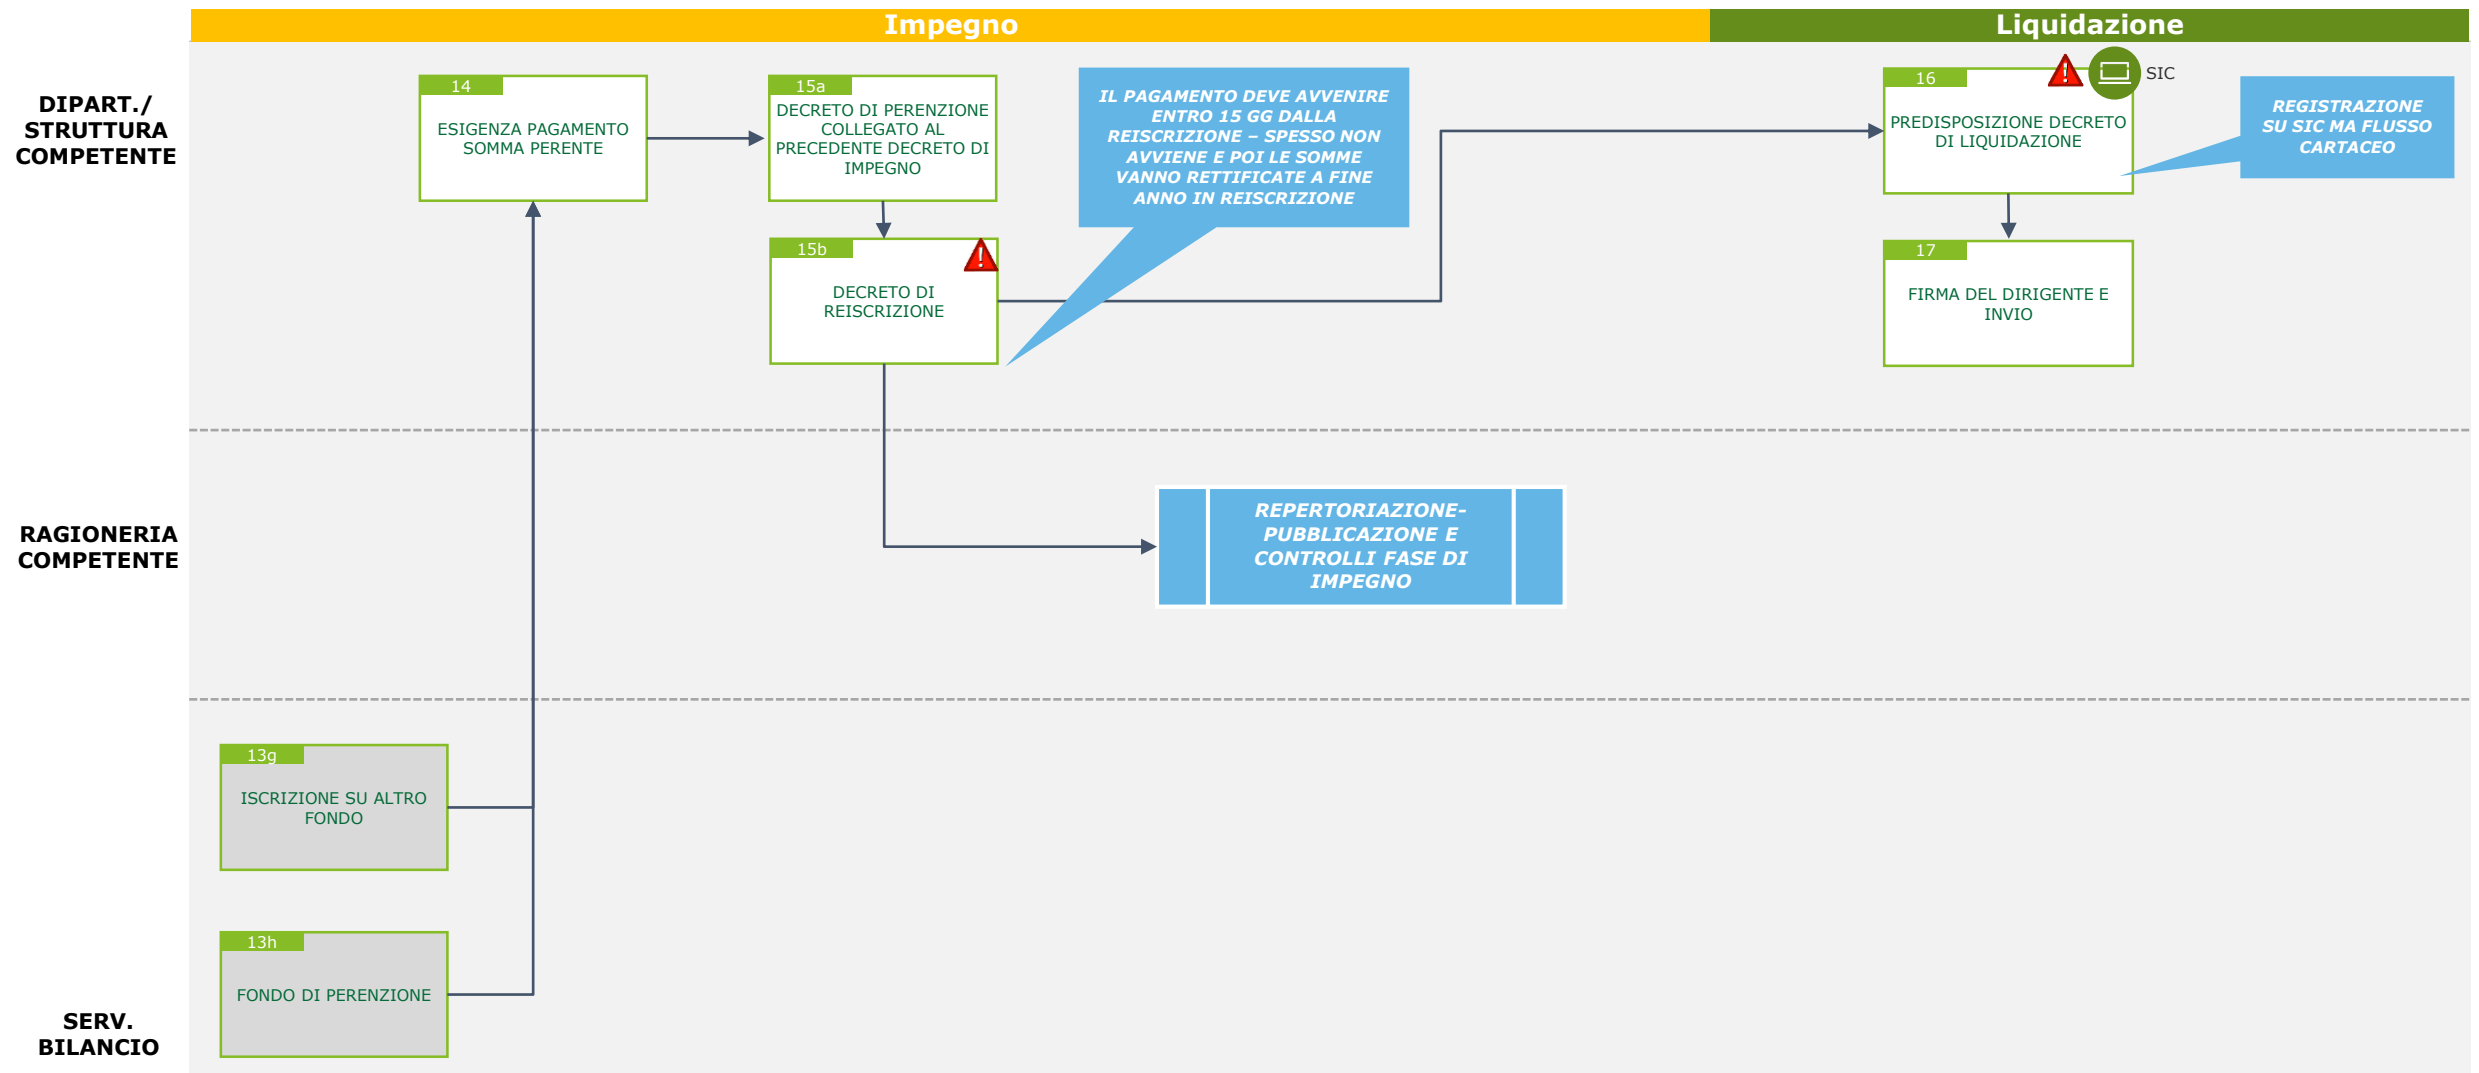 Impegno
Liquidazione
DIPART./
STRUTTURA
COMPETENTE
14
ESIGENZA PAGAMENTO
SOMMA PERENTE
15a
DECRETO DI PERENZIONE
COLLEGATO AL
PRECEDENTE DECRETO DI
IMPEGNO
15b
DECRETO DI
REISCRIZIONE
IL PAGAMENTO DEVE AVVENIRE
ENTRO 15 GG DALLA
REISCRIZIONE – SPESSO NON
AVVIENE E POI LE SOMME
VANNO RETTIFICATE A FINE
ANNO IN REISCRIZIONE
16
SIC
PREDISPOSIZIONE DECRETO
DI LIQUIDAZIONE
REGISTRAZIONE
SU SIC MA FLUSSO
CARTACEO
17
FIRMA DEL DIRIGENTE E
INVIO
RAGIONERIA
COMPETENTE
REPERTORIAZIONE-
PUBBLICAZIONE E
CONTROLLI FASE DI
IMPEGNO
13g
ISCRIZIONE SU ALTRO
FONDO
13h
FONDO DI PERENZIONE
SERV.
BILANCIO